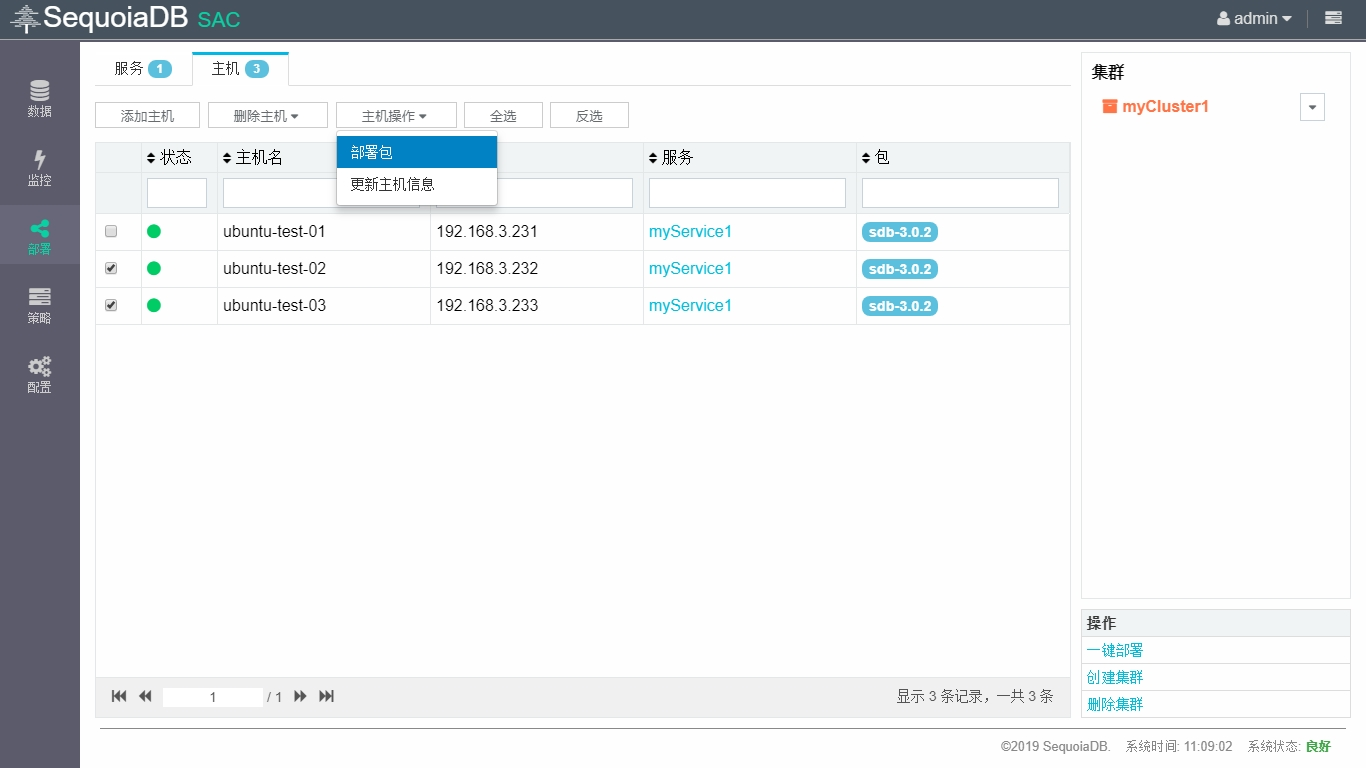 SequoiaDB SAC
admin
数据
监控
部署
策略
配置
服务 1
主机 3
添加主机 删除主机 主机操作 全选 反选
部署包
更新主机信息
状态 主机名 服务 包
ubuntu-test-01 192.168.3.231 myService1 sdb-3.0.2
ubuntu-test-02 192.168.3.232 myService1 sdb-3.0.2
ubuntu-test-03 192.168.3.233 myService1 sdb-3.0.2
1 / 1
显示 3 条记录，一共 3 条
集群
myCluster1
操作
一键部署
创建集群
删除集群
©2019 SequoiaDB. 系统时间: 11:09:02 系统状态: 良好